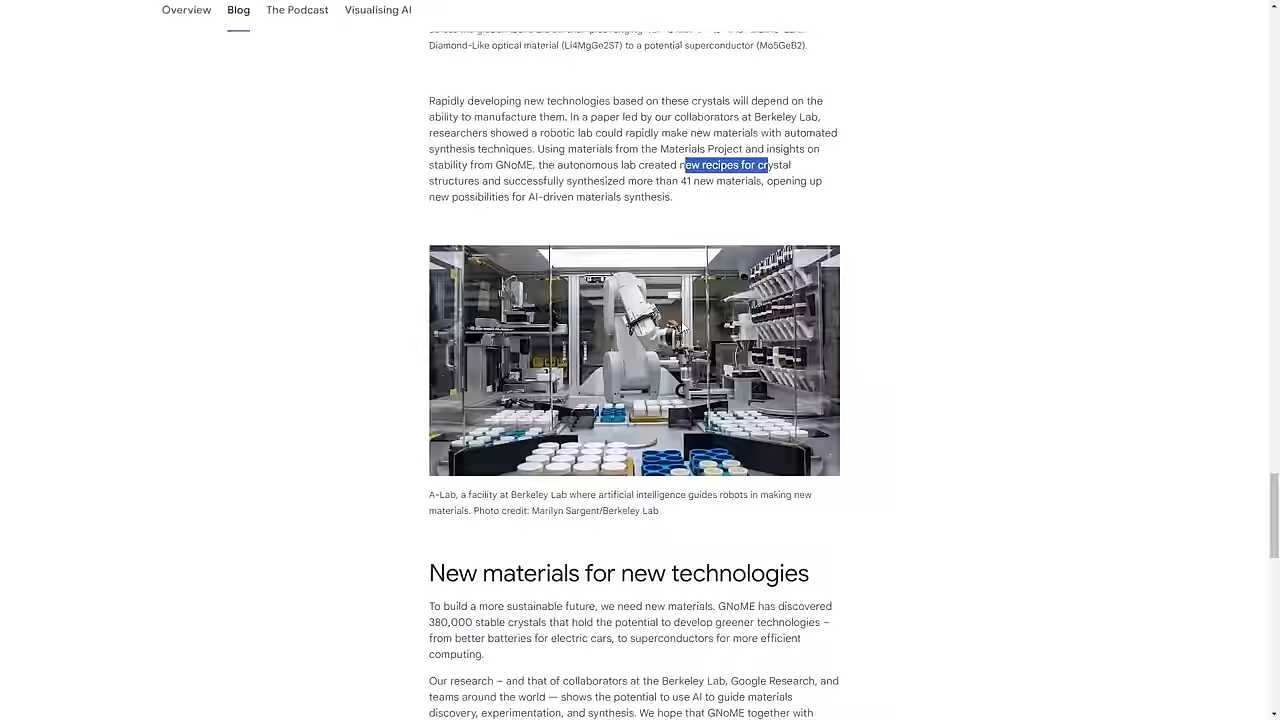 Overview Blog The Podcast Visualising AI
Diamond-Like optical material (Li4MgGe2S7) to a potential superconductor (Mo5GeB2).
Rapidly developing new technologies based on these crystals will depend on the
ability to manufacture them. In a paper led by our collaborators at Berkeley Lab,
researchers showed a robotic lab could rapidly make new materials with automated
synthesis techniques. Using materials from the Materials Project and insights on
stability from GNoME, the autonomous lab created new recipes for crystal
structures and successfully synthesized more than 41 new materials, opening up
new possibilities for AI-driven materials synthesis.
A-Lab, a facility at Berkeley Lab where artificial intelligence guides robots in making new
materials. Photo credit: Marilyn Sargent/Berkeley Lab
New materials for new technologies
To build a more sustainable future, we need new materials. GNoME has discovered
380,000 stable crystals that hold the potential to develop greener technologies –
from better batteries for electric cars, to superconductors for more efficient
computing.
Our research – and that of collaborators at the Berkeley Lab, Google Research, and
teams around the world — shows the potential to use AI to guide materials
discovery, experimentation, and synthesis. We hope that GNoME together with